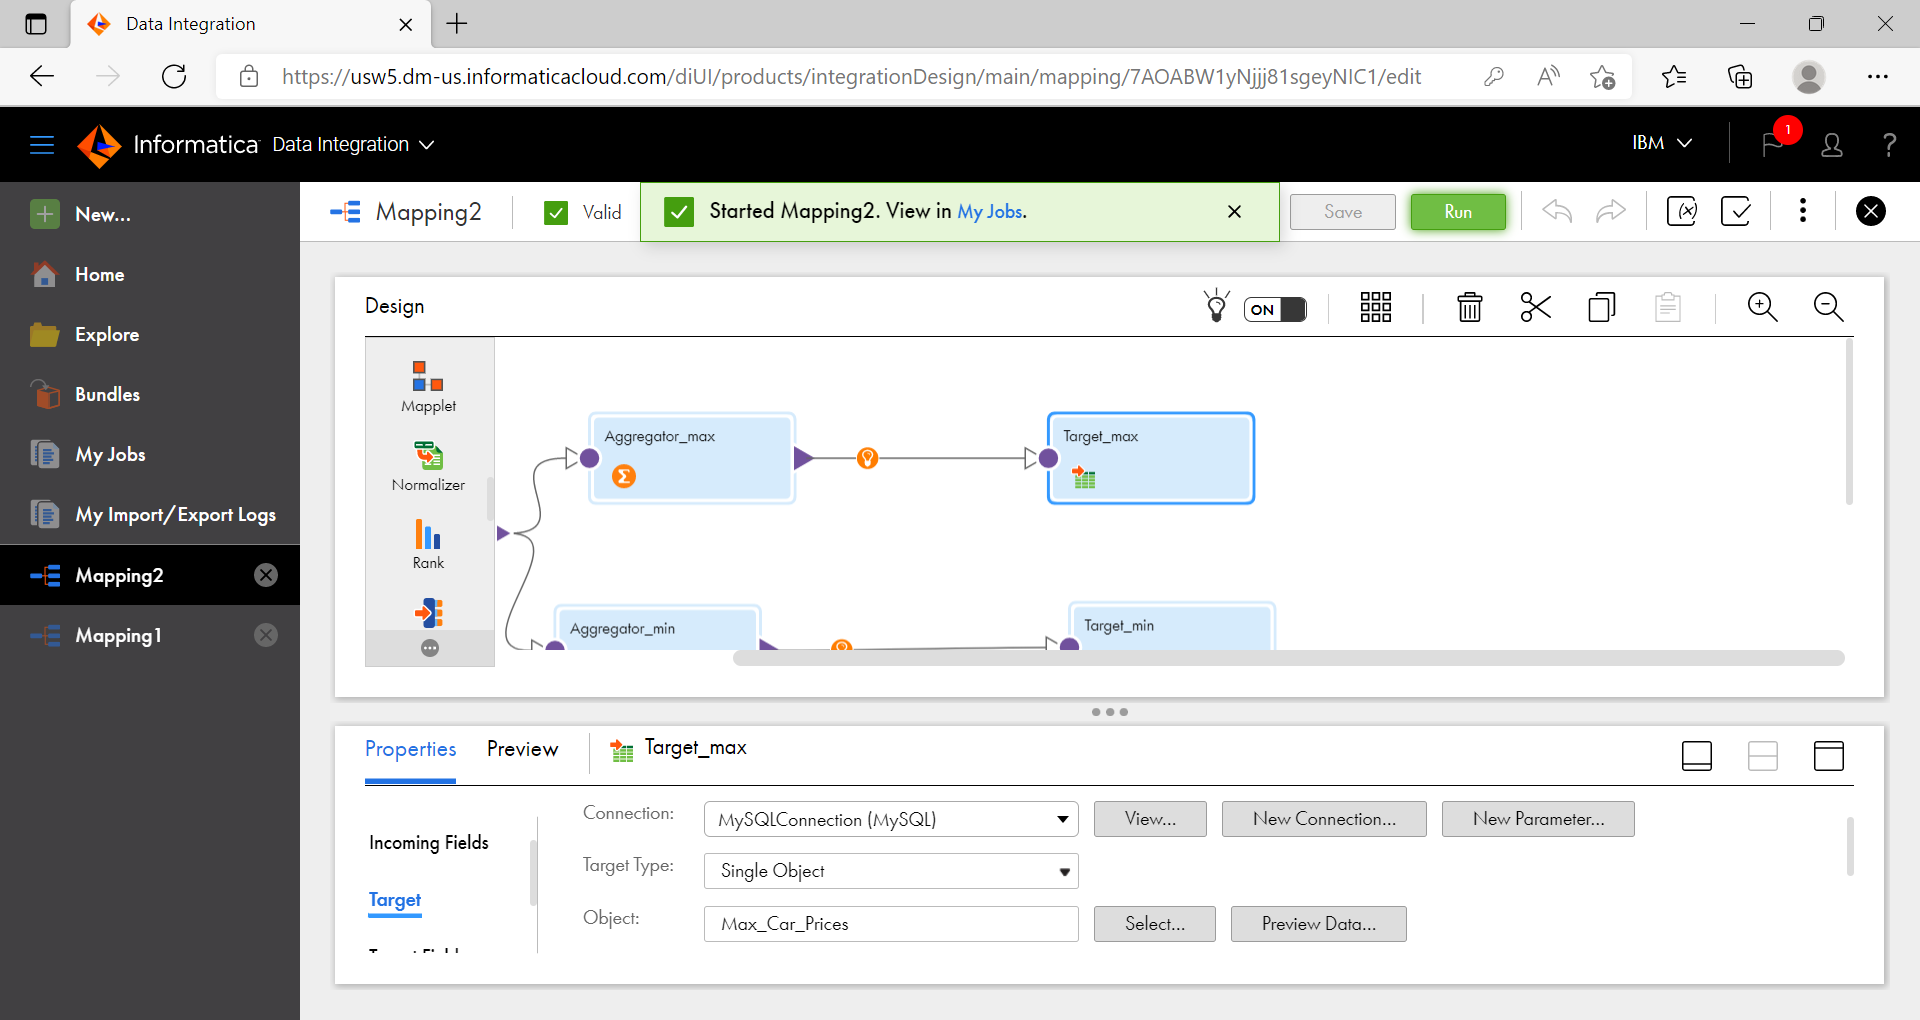 Data Integration
https://usw5.dm-us.informaticacloud.com/diUI/products/integrationDesign/main/mapping/7AOABW1yNjjj81sgeyNIC1/edit
Informatica Data Integration
IBM
1
?
New...
Home
Explore
Bundles
My Jobs
My Import/Export Logs
Mapping2
Mapping1
Mapping2
Valid
Started Mapping2. View in My Jobs.
Save
Run
Design
ON
Mapplet
Normalizer
Rank
Aggregator_max
Target_max
Aggregator_min
Target_min
Properties
Preview
Target_max
Incoming Fields
Target
Connection:
MySQLConnection (MySQL)
View...
New Connection...
New Parameter...
Target Type:
Single Object
Object:
Max_Car_Prices
Select...
Preview Data...